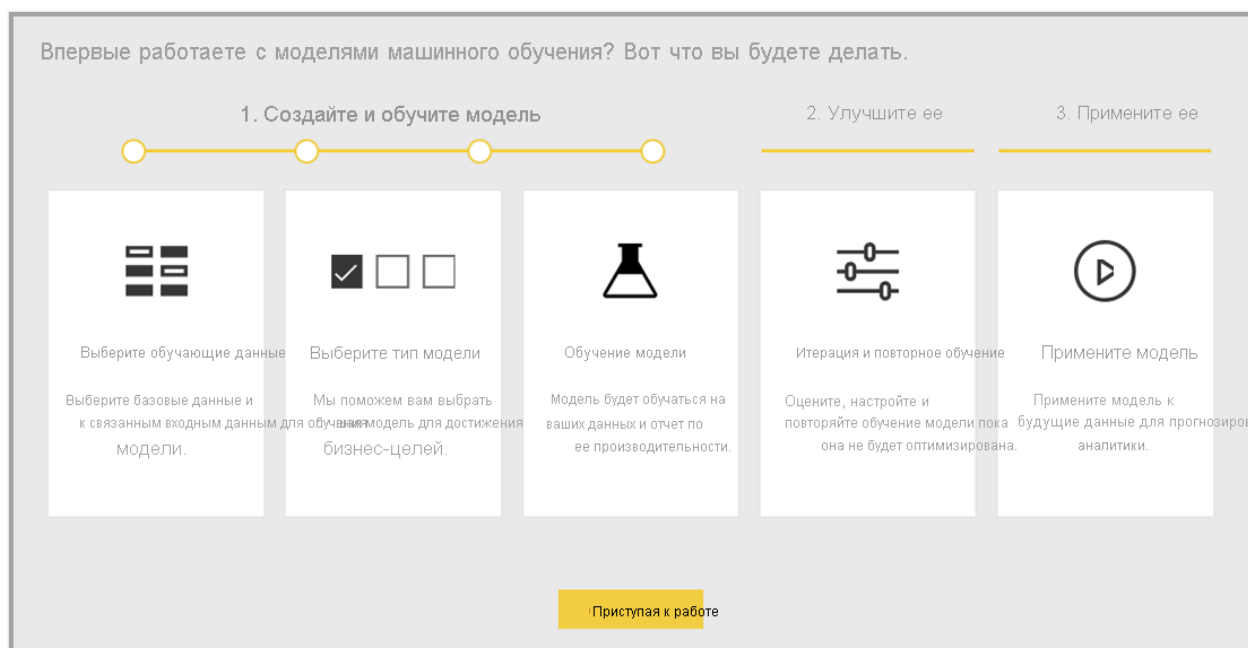 Впервые работаете с моделями машинного обучения? Вот что вы будете делать.
1. Создайте и обучите модель
2. Улучшите ее
3. Примените ее
Выберите обучающие данные
Выберите базовые данные и
к связанным входным данным для обучения
модели.
Выберите тип модели
Мы поможем вам выбрать
модель для достижения
бизнес-целей.
Обучение модели
Модель будет обучаться на
ваших данных и отчет по
ее производительности.
Итерация и повторное обучение
Оцените, настройте и
повторяйте обучение модели пока
она не будет оптимизирована.
Примените модель
Примените модель к
будущие данные для прогнозиров
аналитики.
Приступая к работе